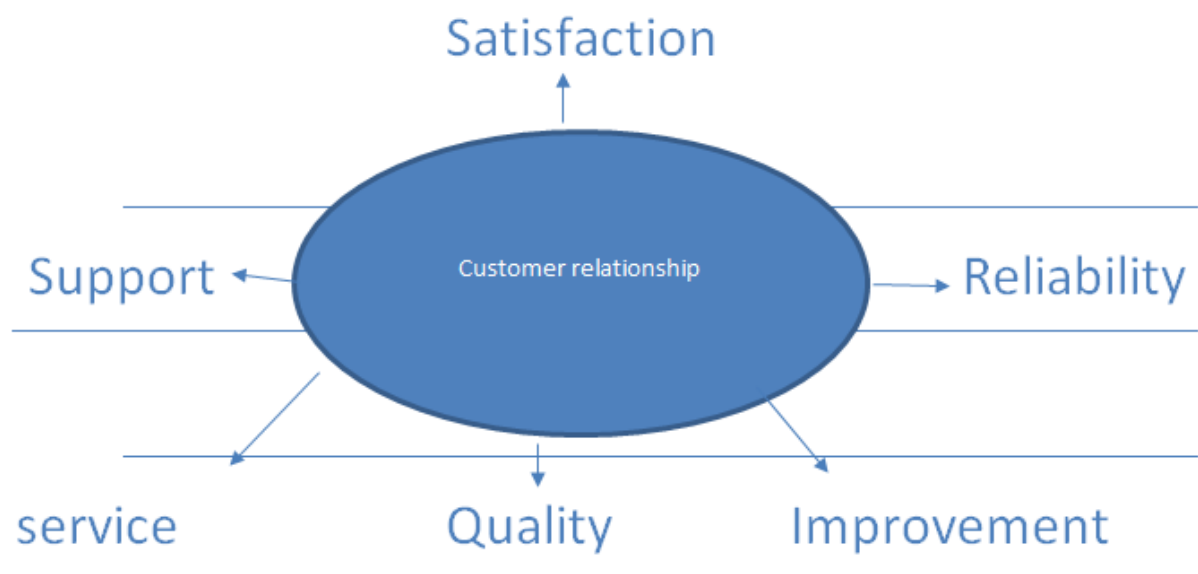 Satisfaction
Support
Customer relationship
Reliability
service
Quality
Improvement